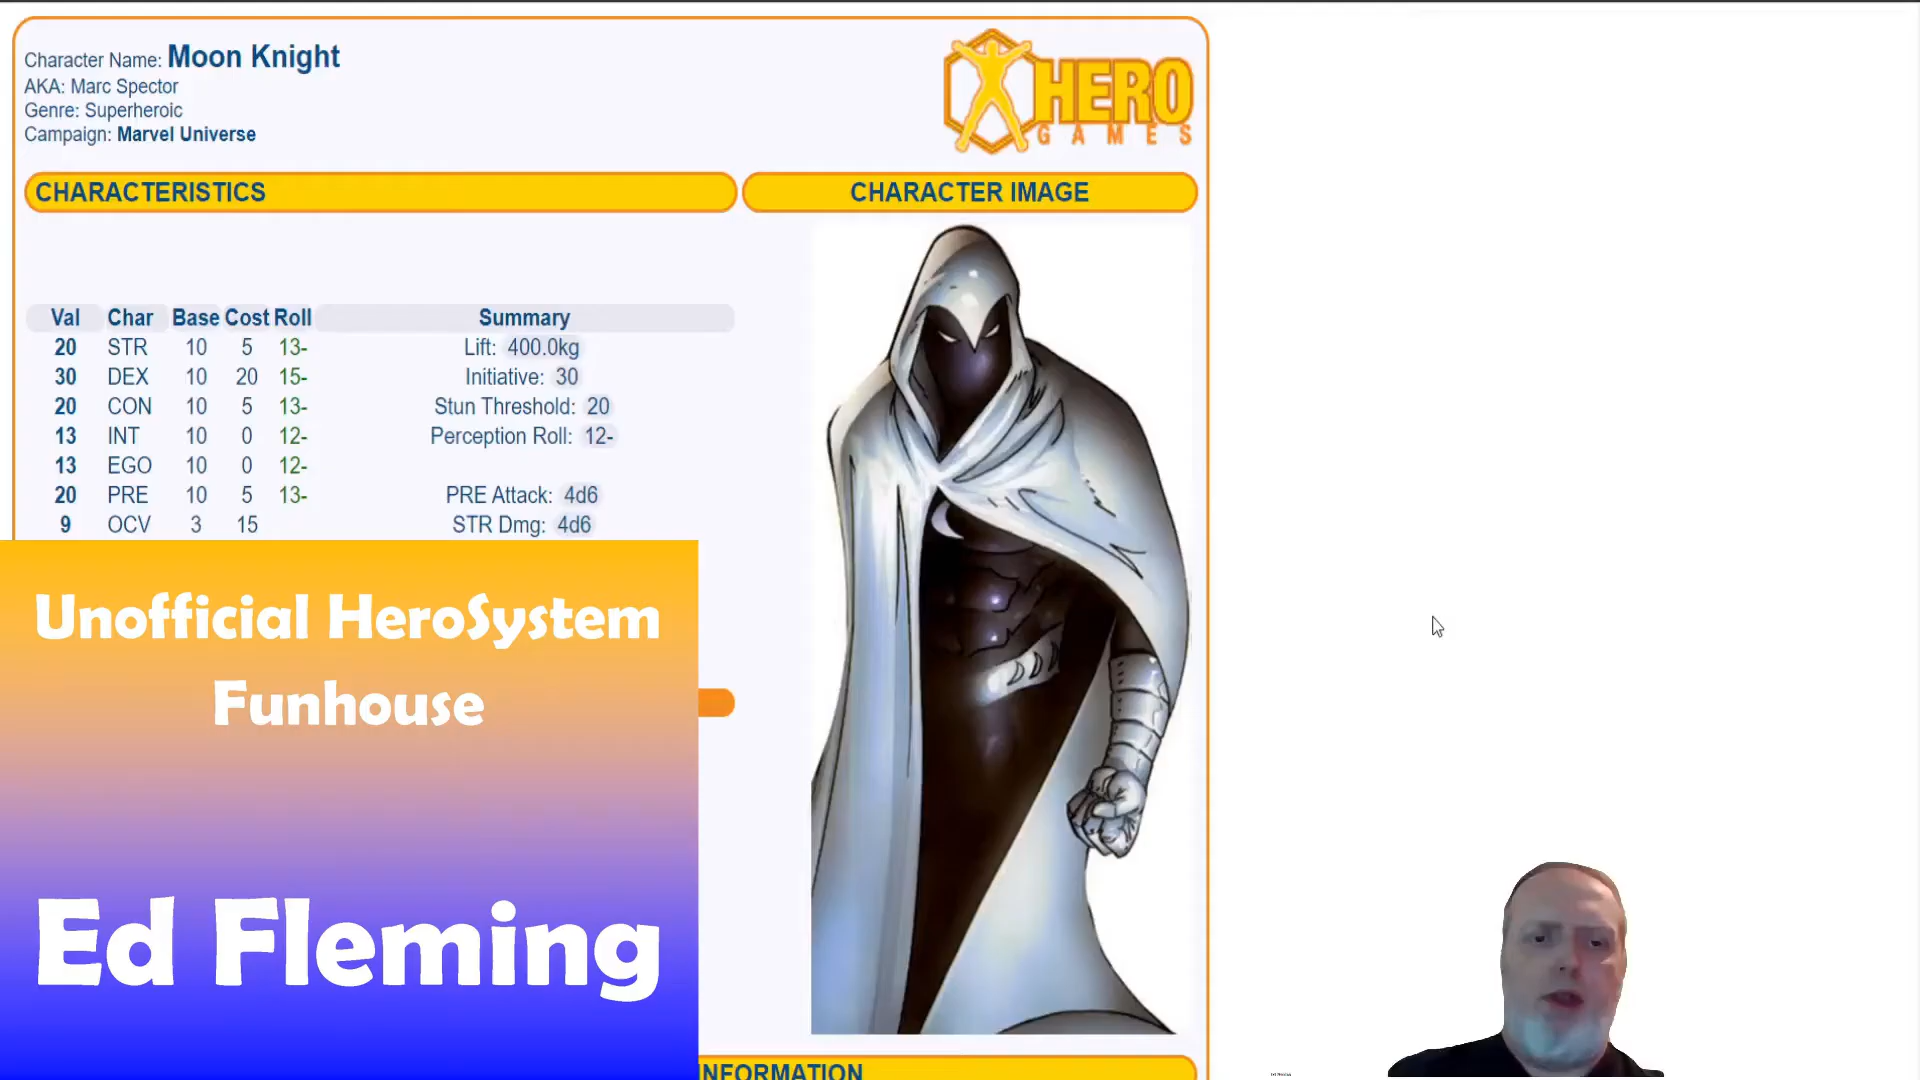 Character Name: Moon Knight
AKA: Marc Spector
Genre: Superheroic
Campaign: Marvel Universe
HERO
GAMES
CHARACTERISTICS
CHARACTER IMAGE
Val Char Base Cost Roll Summary
20 STR 10 5 13- Lift: 400.0kg
30 DEX 10 20 15- Initiative: 30
20 CON 10 5 13- Stun Threshold: 20
13 INT 10 0 12- Perception Roll: 12-
13 EGO 10 0 12-
20 PRE 10 5 13- PRE Attack: 4d6
9 OCV 3 15 STR Dmg: 4d6
Unofficial HeroSystem
Funhouse
Ed Fleming
INFORMATION